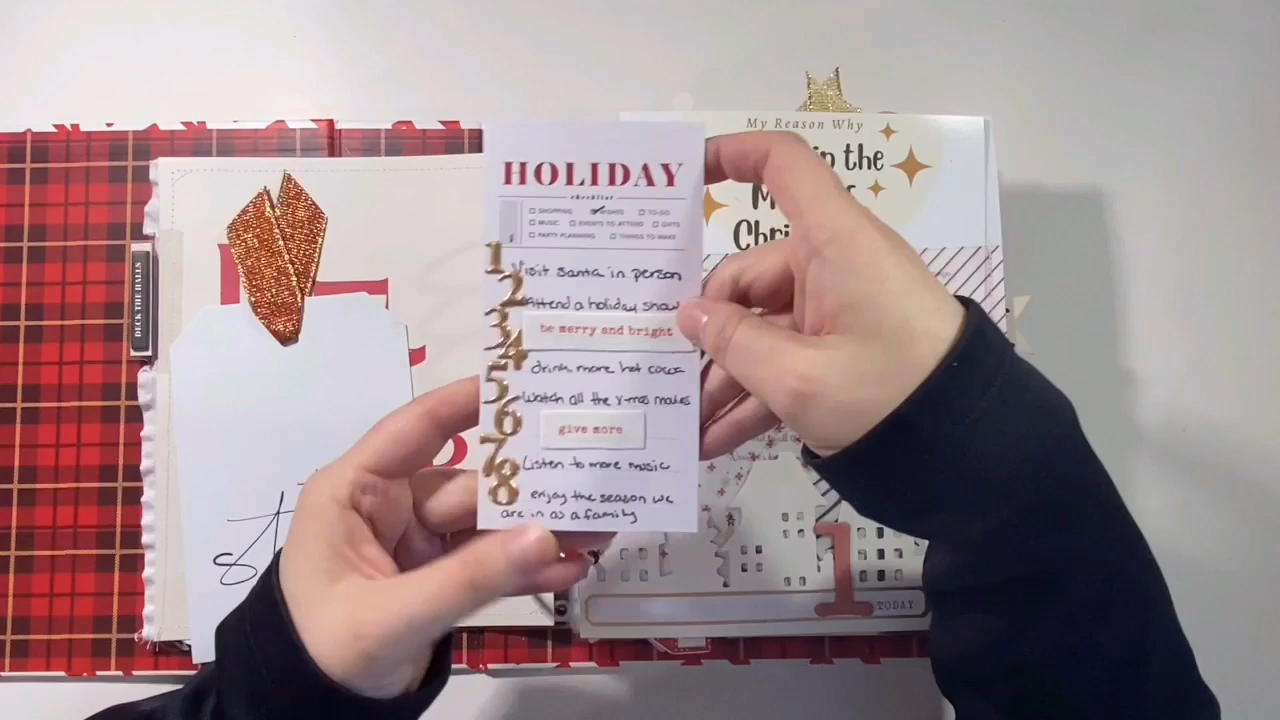 My Reason Why
in the
DECK THE HALLS
HOLIDAY
checklist
SHOPPING WISHES TO-GO
MUSIC EVENTS TO ATTEND GIFTS
PARTY PLANNING THINGS TO MAKE
1 Visit santa in person
2 Attend a holiday show
3 be merry and bright
4 drink more hot cocoa
5 Watch all the x-mas movies
6 give more
7 Listen to more music
8 enjoy the season we
are in as a family
1 TODAY